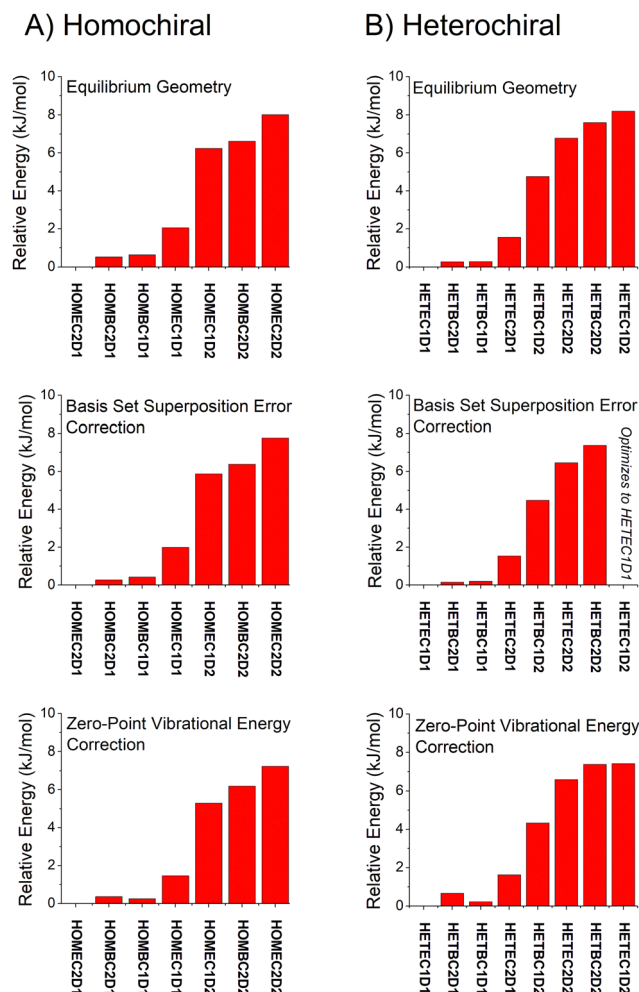 A) Homochiral
Equilibrium Geometry
Relative Energy (kJ/mol)
10
8
6
4
2
0
HOMEC2D1
HOMBC2D1
HOMBC1D1
HOMEC1D1
HOMEC1D2
HOMBC2D2
HOMEC2D2
Basis Set Superposition Error
Correction
Relative Energy (kJ/mol)
10
8
6
4
2
0
HOMEC2D1
HOMBC2D1
HOMBC1D1
HOMEC1D1
HOMEC1D2
HOMBC2D2
HOMEC2D2
Zero-Point Vibrational Energy
Correction
Relative Energy (kJ/mol)
10
8
6
4
2
0
HOMEC2D1
HOMBC2D1
HOMBC1D1
HOMEC1D1
HOMEC1D2
HOMBC2D2
HOMEC2D2
B) Heterochiral
Equilibrium Geometry
Relative Energy (kJ/mol)
10
8
6
4
2
0
HETEC1D1
HETBC2D1
HETBC1D1
HETEC2D1
HETBC1D2
HETEC2D2
HETBC2D2
HETEC1D2
Basis Set Superposition Error
Correction
Optimizes to HETEC1D1
Relative Energy (kJ/mol)
10
8
6
4
2
0
HETEC1D1
HETBC2D1
HETBC1D1
HETEC2D1
HETBC1D2
HETEC2D2
HETBC2D2
HETEC1D2
Zero-Point Vibrational Energy
Correction
Relative Energy (kJ/mol)
10
8
6
4
2
0
HETEC1D1
HETBC2D1
HETBC1D1
HETEC2D1
HETBC1D2
HETEC2D2
HETBC2D2
HETEC1D2